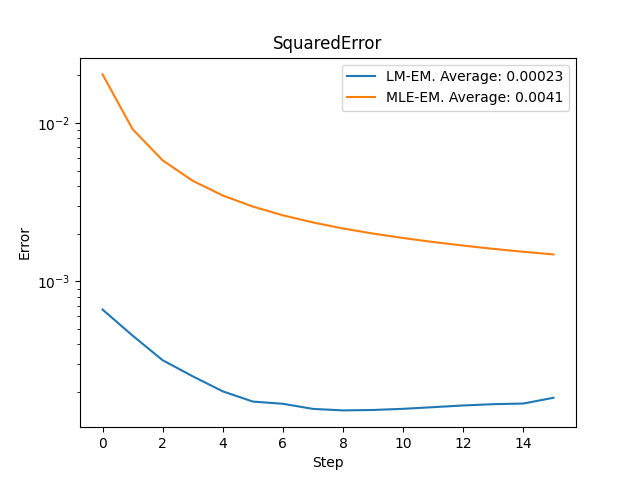 SquaredError
LM-EM. Average: 0.00023
MLE-EM. Average: 0.0041
Error
10⁻²
10⁻³
0 2 4 6 8 10 12 14
Step